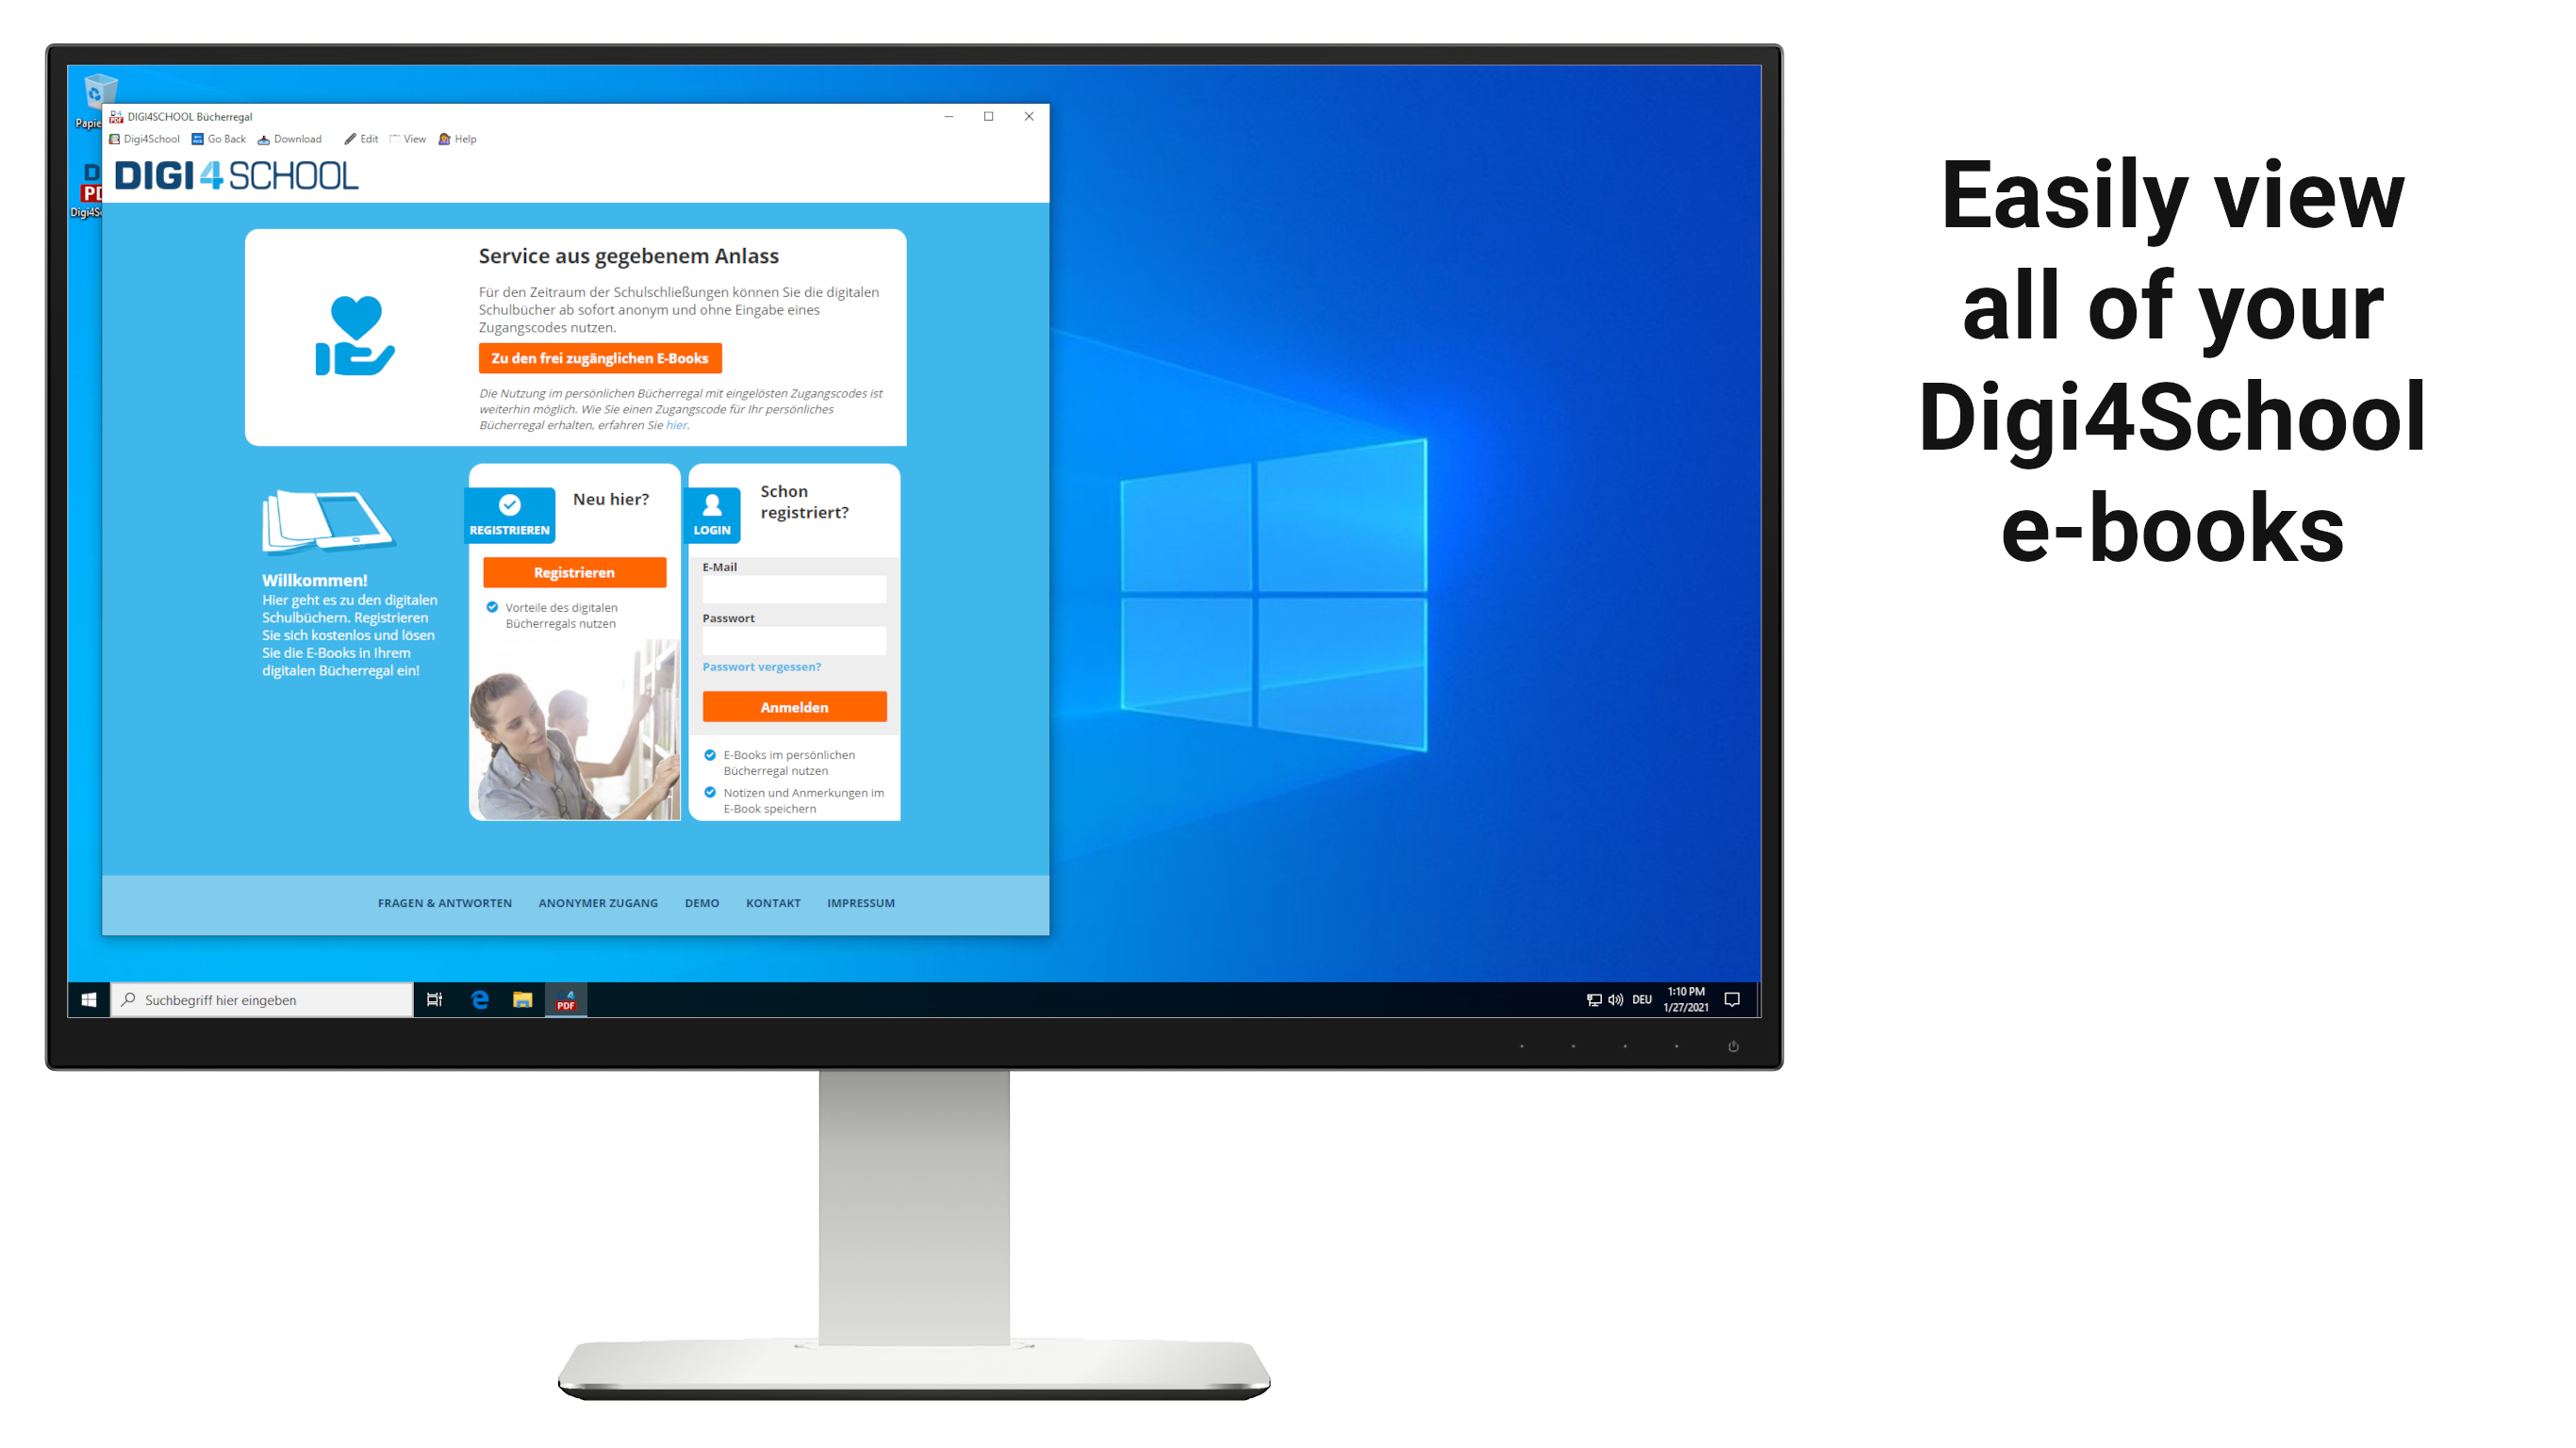 Easily view
all of your
Digi4School
e-books
DIGI4SCHOOL Bücherregal
Digi4School Go Back Download Edit View Help
DIGI4SCHOOL
Service aus gegebenem Anlass
Für den Zeitraum der Schulschließungen können Sie die digitalen
Schulbücher ab sofort anonym und ohne Eingabe eines
Zugangscodes nutzen.
Zu den frei zugänglichen E-Books
Die Nutzung im persönlichen Bücherregal mit eingelösten Zugangscodes ist
weiterhin möglich. Wie Sie einen Zugangscode für Ihr persönliches
Bücherregal erhalten, erfahren Sie hier.
Willkommen!
Hier geht es zu den digitalen
Schulbüchern. Registrieren
Sie sich kostenlos und lösen
Sie die E-Books in Ihrem
digitalen Bücherregal ein!
REGISTRIEREN
Neu hier?
Registrieren
Vorteile des digitalen
Bücherregals nutzen
LOGIN
Schon
registriert?
E-Mail
Passwort
Passwort vergessen?
Anmelden
E-Books im persönlichen
Bücherregal nutzen
Notizen und Anmerkungen im
E-Book speichern
FRAGEN & ANTWORTEN ANONYMER ZUGANG DEMO KONTAKT IMPRESSUM
Suchbegriff hier eingeben
PDF
DEU
1:10 PM
1/27/2021